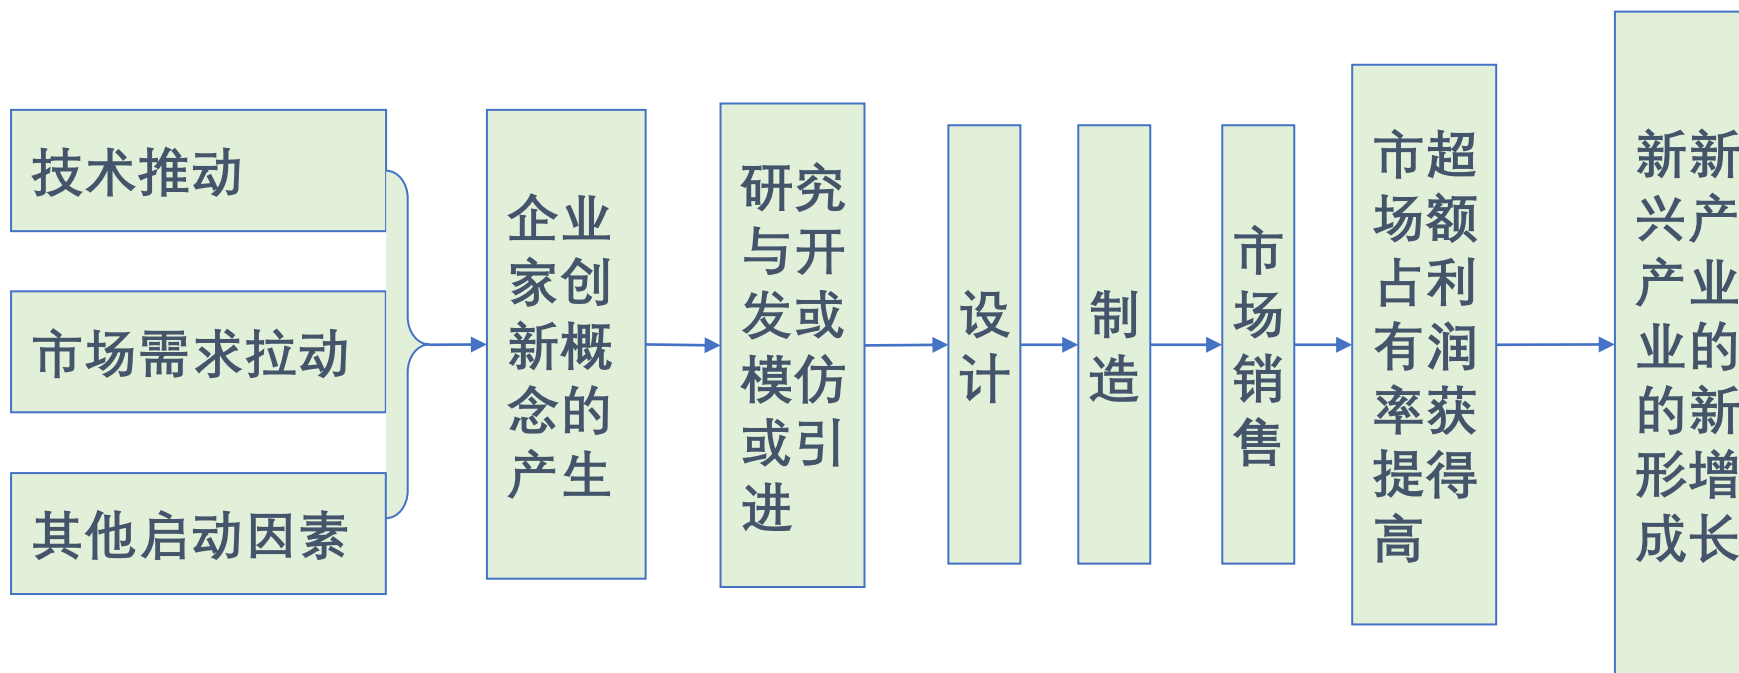 技术推动
市场需求拉动
其他启动因素
企业
家创
新概
念的
产生
研究
与开
发或
模仿
或引
进
设
计
制
造
市
场
销
售
市超
场额
占利
有润
率获
提得
高
新新
兴产
产业
业的
的新
形增
成长